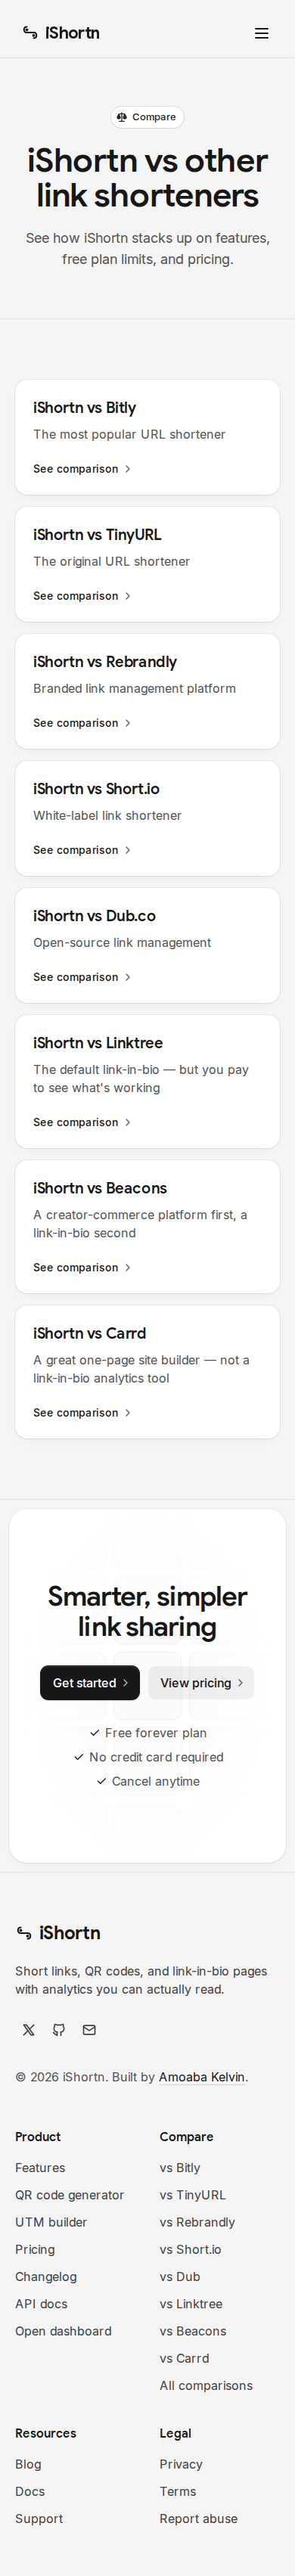 iShortn
Compare
iShortn vs other
link shorteners
See how iShortn stacks up on features,
free plan limits, and pricing.
iShortn vs Bitly
The most popular URL shortener
See comparison
iShortn vs TinyURL
The original URL shortener
See comparison
iShortn vs Rebrandly
Branded link management platform
See comparison
iShortn vs Short.io
White-label link shortener
See comparison
iShortn vs Dub.co
Open-source link management
See comparison
iShortn vs Linktree
The default link-in-bio — but you pay
to see what's working
See comparison
iShortn vs Beacons
A creator-commerce platform first, a
link-in-bio second
See comparison
iShortn vs Carrd
A great one-page site builder — not a
link-in-bio analytics tool
See comparison
Smarter, simpler
link sharing
Get started
View pricing
Free forever plan
No credit card required
Cancel anytime
iShortn
Short links, QR codes, and link-in-bio pages
with analytics you can actually read.
© 2026 iShortn. Built by Amoaba Kelvin.
Product
Features
QR code generator
UTM builder
Pricing
Changelog
API docs
Open dashboard
Compare
vs Bitly
vs TinyURL
vs Rebrandly
vs Short.io
vs Dub
vs Linktree
vs Beacons
vs Carrd
All comparisons
Resources
Blog
Docs
Support
Legal
Privacy
Terms
Report abuse